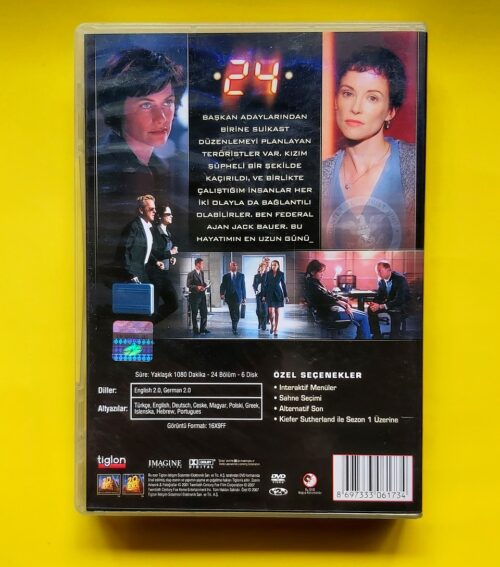 24
BAŞKAN ADAYLARINDAN
BİRİNE SUİKAST
DÜZENLEMEYİ PLANLAYAN
TERÖRİSTLER VAR. KIZIM
ŞÜPHELİ BİR ŞEKİLDE
KAÇIRILDI, VE BİRLİKTE
ÇALIŞTIĞIM İNSANLAR HER
İKİ OLAYLA DA BAĞLANTILI
OLABİLİRLER. BEN FEDERAL
AJAN JACK BAUER. BU
HAYATIMIN EN UZUN GÜNÜ_
Süre: Yaklaşık 1080 Dakika - 24 Bölüm - 6 Disk
Diller: English 2.0, German 2.0
Altyazılar: Türkçe, English, Deutsch, Ceske, Magyar, Polski, Greek,
Islenska, Hebrew, Portugues
Görüntü Format: 16X9FF
ÖZEL SEÇENEKLER
• İnteraktif Menüler
• Sahne Seçimi
• Alternatif Son
• Kiefer Sutherland ile Sezon 1 Üzerine
tiglon
IMAGINE
DOLBY
DIGITAL
DVD
VIDEO
8 697333 061734